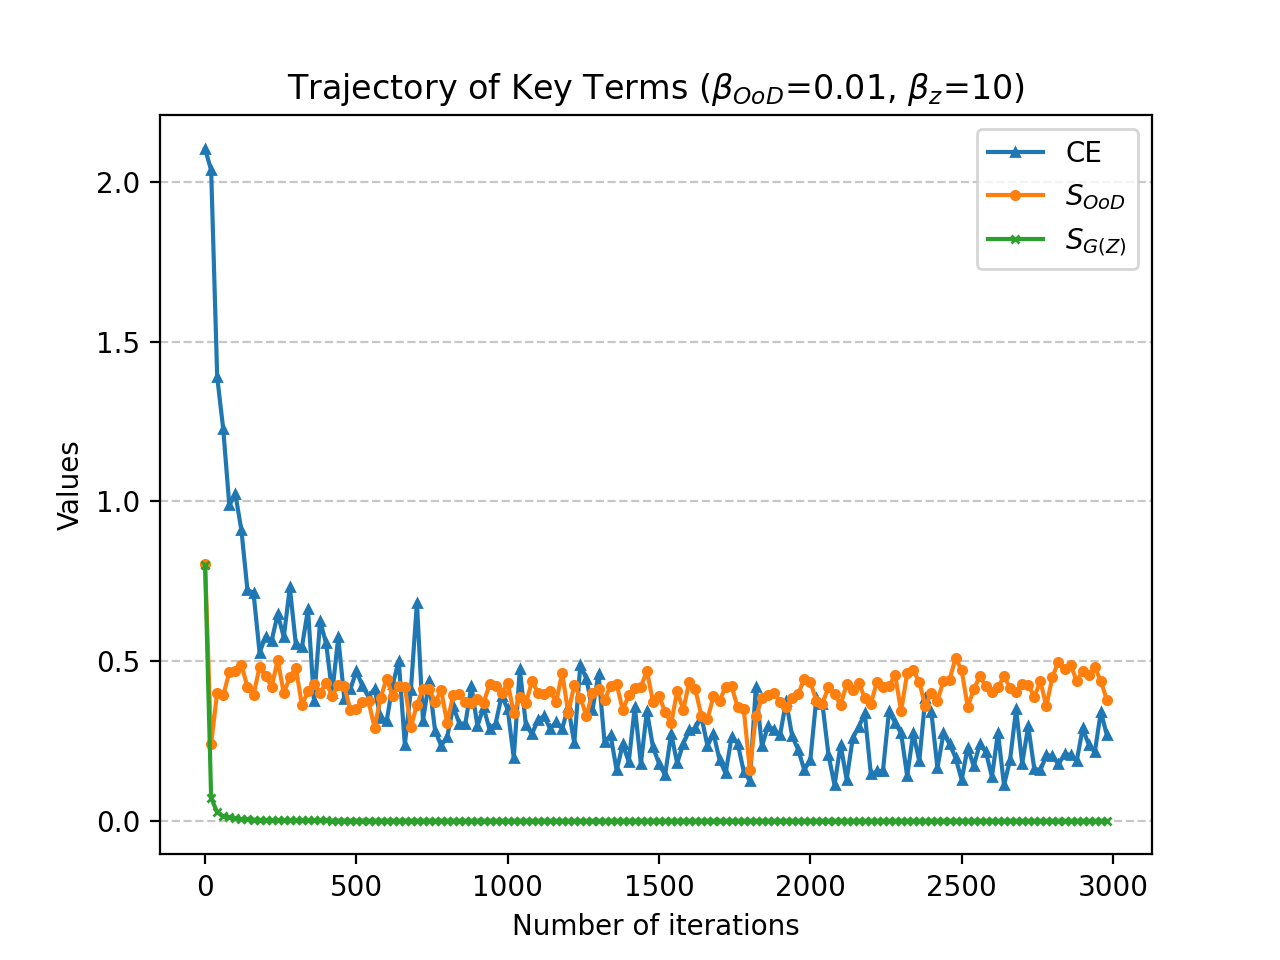 Trajectory of Key Terms (β_OoD=0.01, β_z=10)
CE
S_OoD
S_G(Z)
Values
2.0
1.5
1.0
0.5
0.0
0 500 1000 1500 2000 2500 3000
Number of iterations